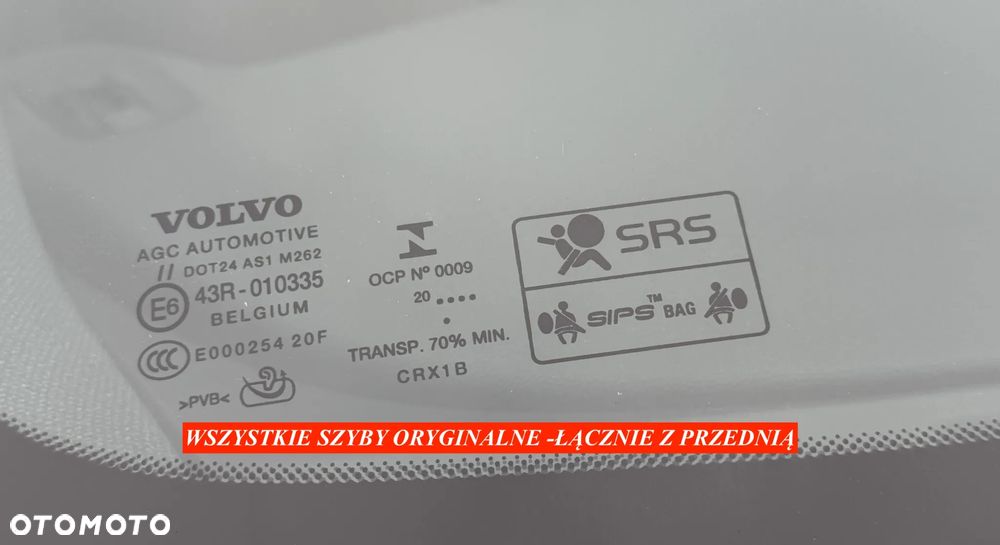 VOLVO
AGC AUTOMOTIVE
// DOT24 AS1 M262
E6 43R-010335
BELGIUM
CCC E000254 20F
>PVB<
OCP Nº 0009
20 ....
.
TRANSP. 70% MIN.
CRX1B
SRS
SIPS™ BAG
WSZYSTKIE SZYBY ORYGINALNE -ŁĄCZNIE Z PRZEDNIĄ
OTOMOTO